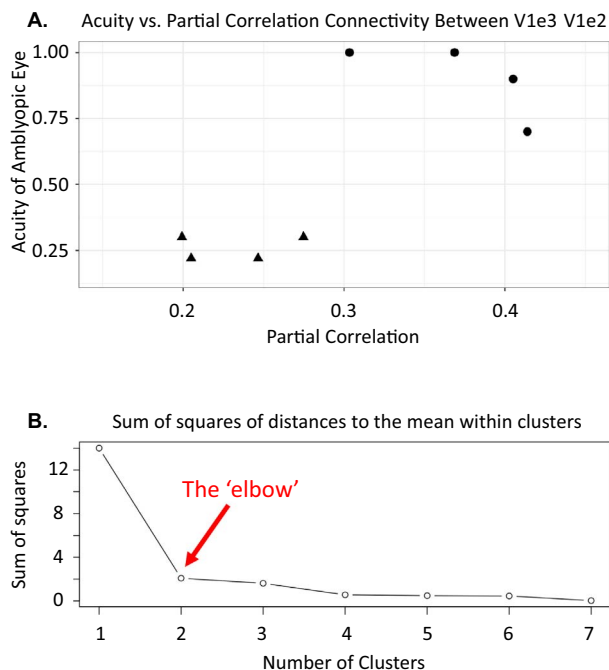 A. Acuity vs. Partial Correlation Connectivity Between V1e3 V1e2
Acuity of Amblyopic Eye
1.00
0.75
0.50
0.25
0.2 0.3 0.4
Partial Correlation
B. Sum of squares of distances to the mean within clusters
Sum of squares
12
8
4
0
The ‘elbow’
1 2 3 4 5 6 7
Number of Clusters